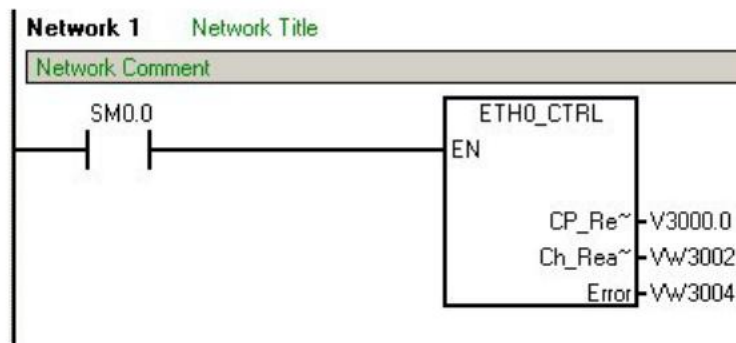 Network 1 Network Title
Network Comment
SM0.0 ETH0_CTRL
EN
CP_Re~ V3000.0
Ch_Rea~ VW3002
Error VW3004